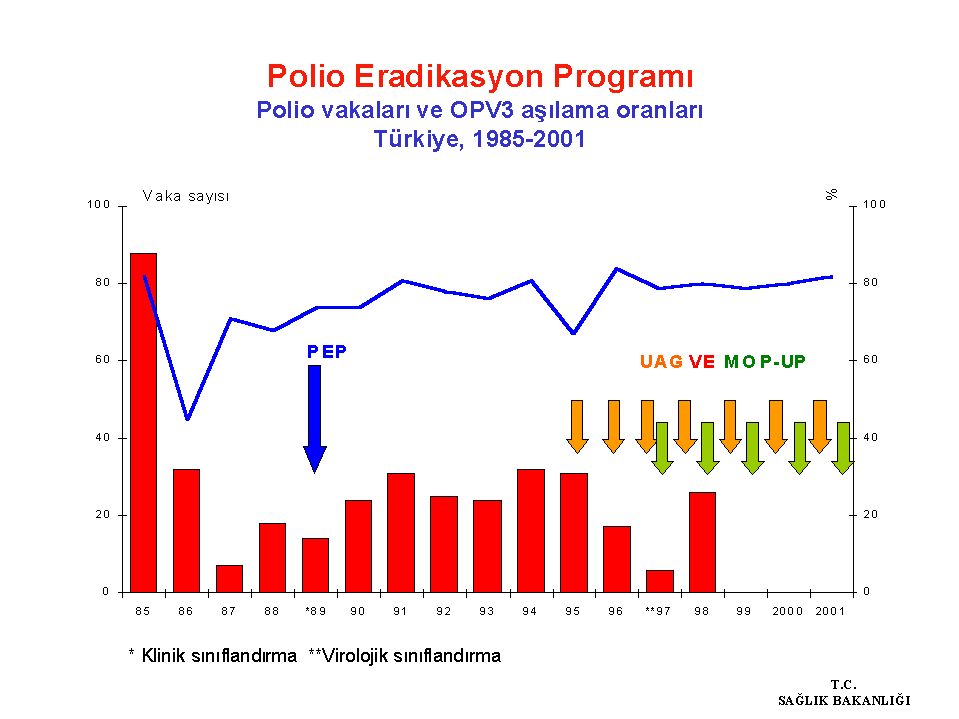 Polio Eradikasyon Programı
Polio vakaları ve OPV3 aşılama oranları
Türkiye, 1985-2001
Vaka sayısı
%
100
100
80
80
60
60
40
40
20
20
0
0
PEP
UAG VE MOP-UP
85 86 87 88 *89 90 91 92 93 94 95 96 **97 98 99 2000 2001
* Klinik sınıflandırma **Virolojik sınıflandırma
T.C.
SAĞLIK BAKANLIĞI